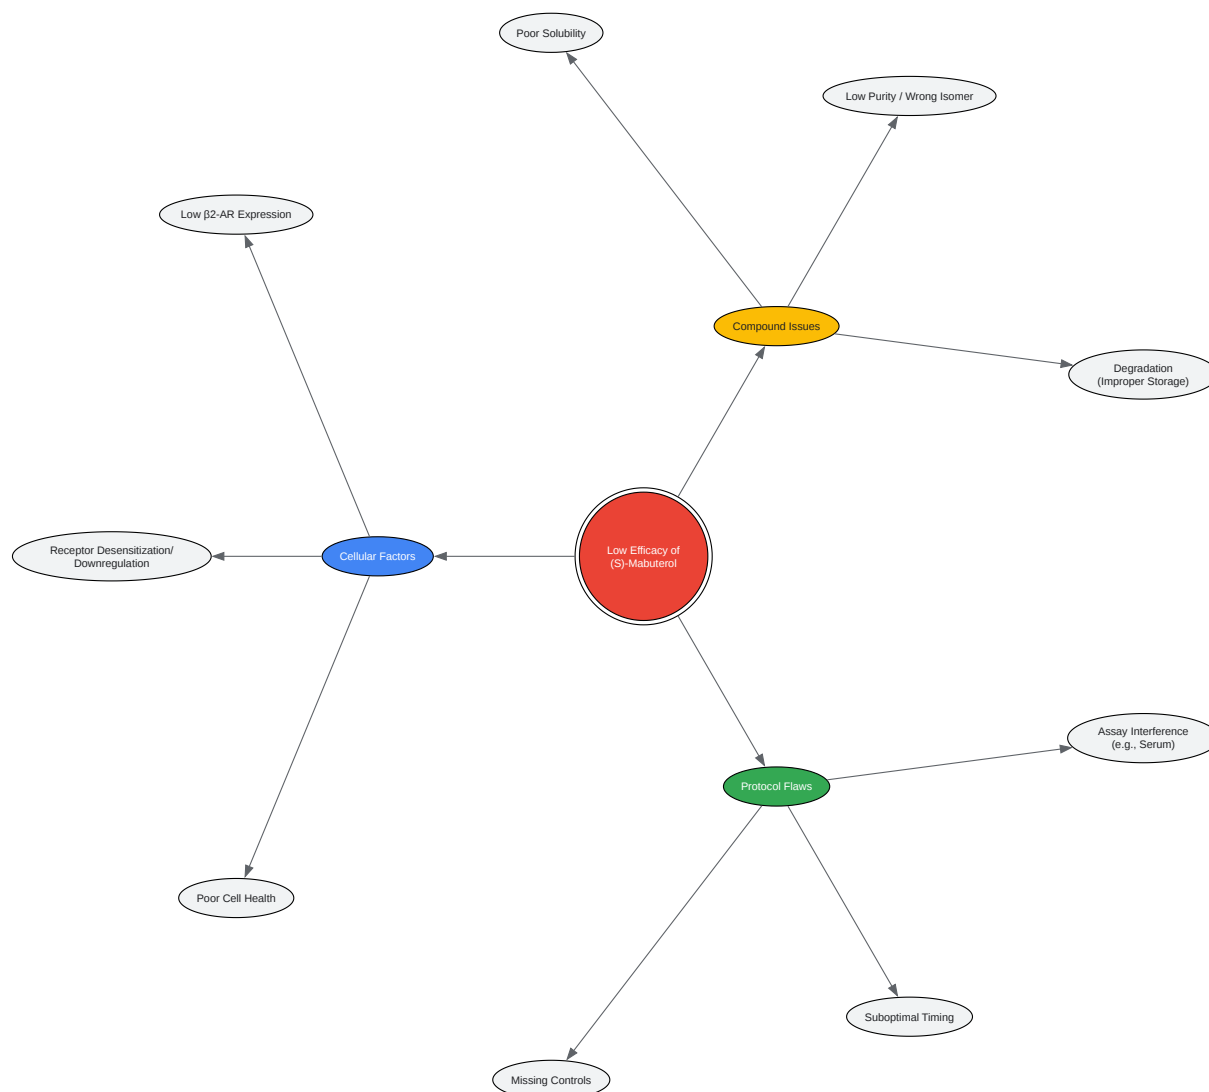 Poor Solubility
Low Purity / Wrong Isomer
Low β2-AR Expression
Compound Issues
Degradation
(Improper Storage)
Receptor Desensitization/
Downregulation
Cellular Factors
Low Efficacy of
(S)-Mabuterol
Assay Interference
(e.g., Serum)
Protocol Flaws
Poor Cell Health
Suboptimal Timing
Missing Controls